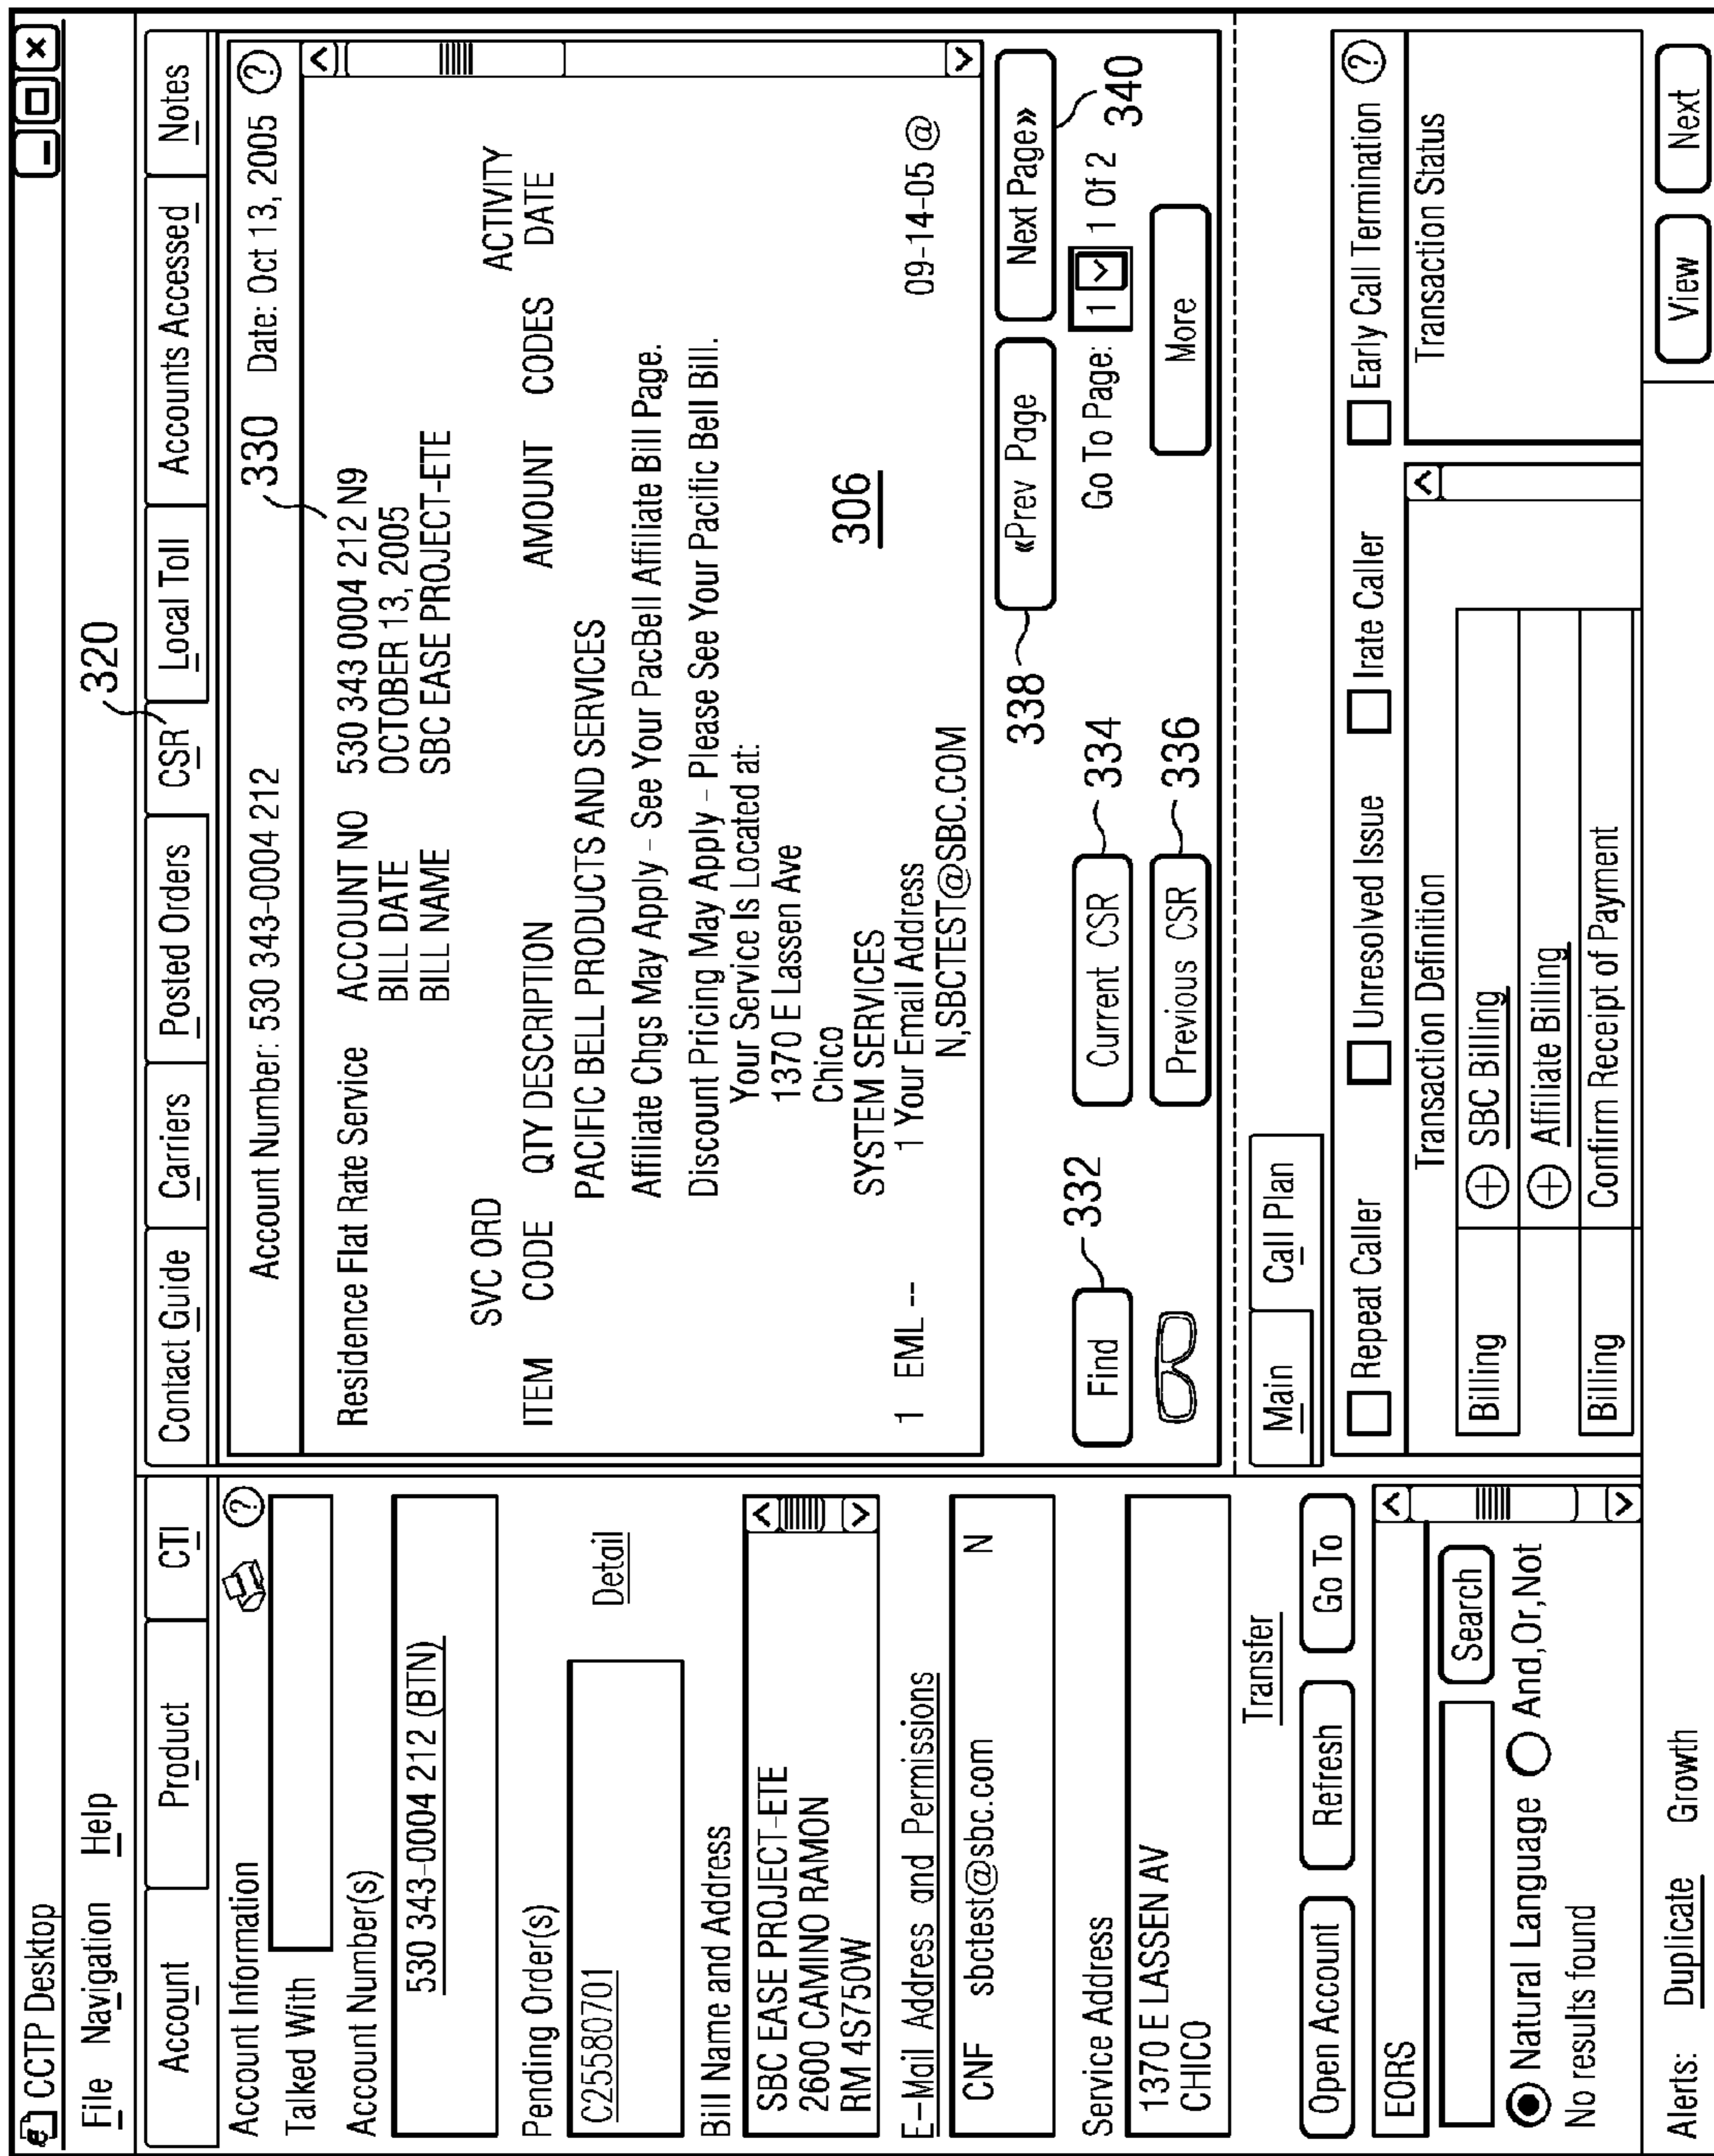 CCTP Desktop
File Navigation Help
320
Account Product CTI
Account Information ?
Talked With
Account Number(s)
530 343-0004 212 (BTN)
Pending Order(s)
C25580701 Detail
Bill Name and Address
SBC EASE PROJECT-ETE
2600 CAMINO RAMON
RM 4S750W
E-Mail Address and Permissions
CNF sbctest@sbc.com N
Service Address
1370 E LASSEN AV
CHICO
Transfer
Open Account Refresh Go To
EORS
Search
Natural Language And,Or,Not
No results found
Contact Guide Carriers Posted Orders CSR Local Toll Accounts Accessed Notes
Account Number: 530 343-0004 212 330 Date: Oct 13, 2005 ?
Residence Flat Rate Service ACCOUNT NO 530 343 0004 212 N9
BILL DATE OCTOBER 13, 2005
BILL NAME SBC EASE PROJECT-ETE
SVC ORD ACTIVITY
ITEM CODE QTY DESCRIPTION AMOUNT CODES DATE
PACIFIC BELL PRODUCTS AND SERVICES
Affiliate Chgs May Apply - See Your PacBell Affiliate Bill Page.
Discount Pricing May Apply - Please See Your Pacific Bell Bill.
Your Service Is Located at:
1370 E Lassen Ave
Chico
306
SYSTEM SERVICES
1 EML -- 1 Your Email Address 09-14-05 @
N,SBCTEST@SBC.COM
338 «Prev Page Next Page» 340
Find 332 Current CSR 334 Go To Page: 1 1 Of 2
Previous CSR 336 More
Main Call Plan
Repeat Caller Unresolved Issue Irate Caller Early Call Termination ?
Transaction Definition Transaction Status
Billing SBC Billing
Affiliate Billing
Billing Confirm Receipt of Payment
Alerts: Duplicate Growth View Next